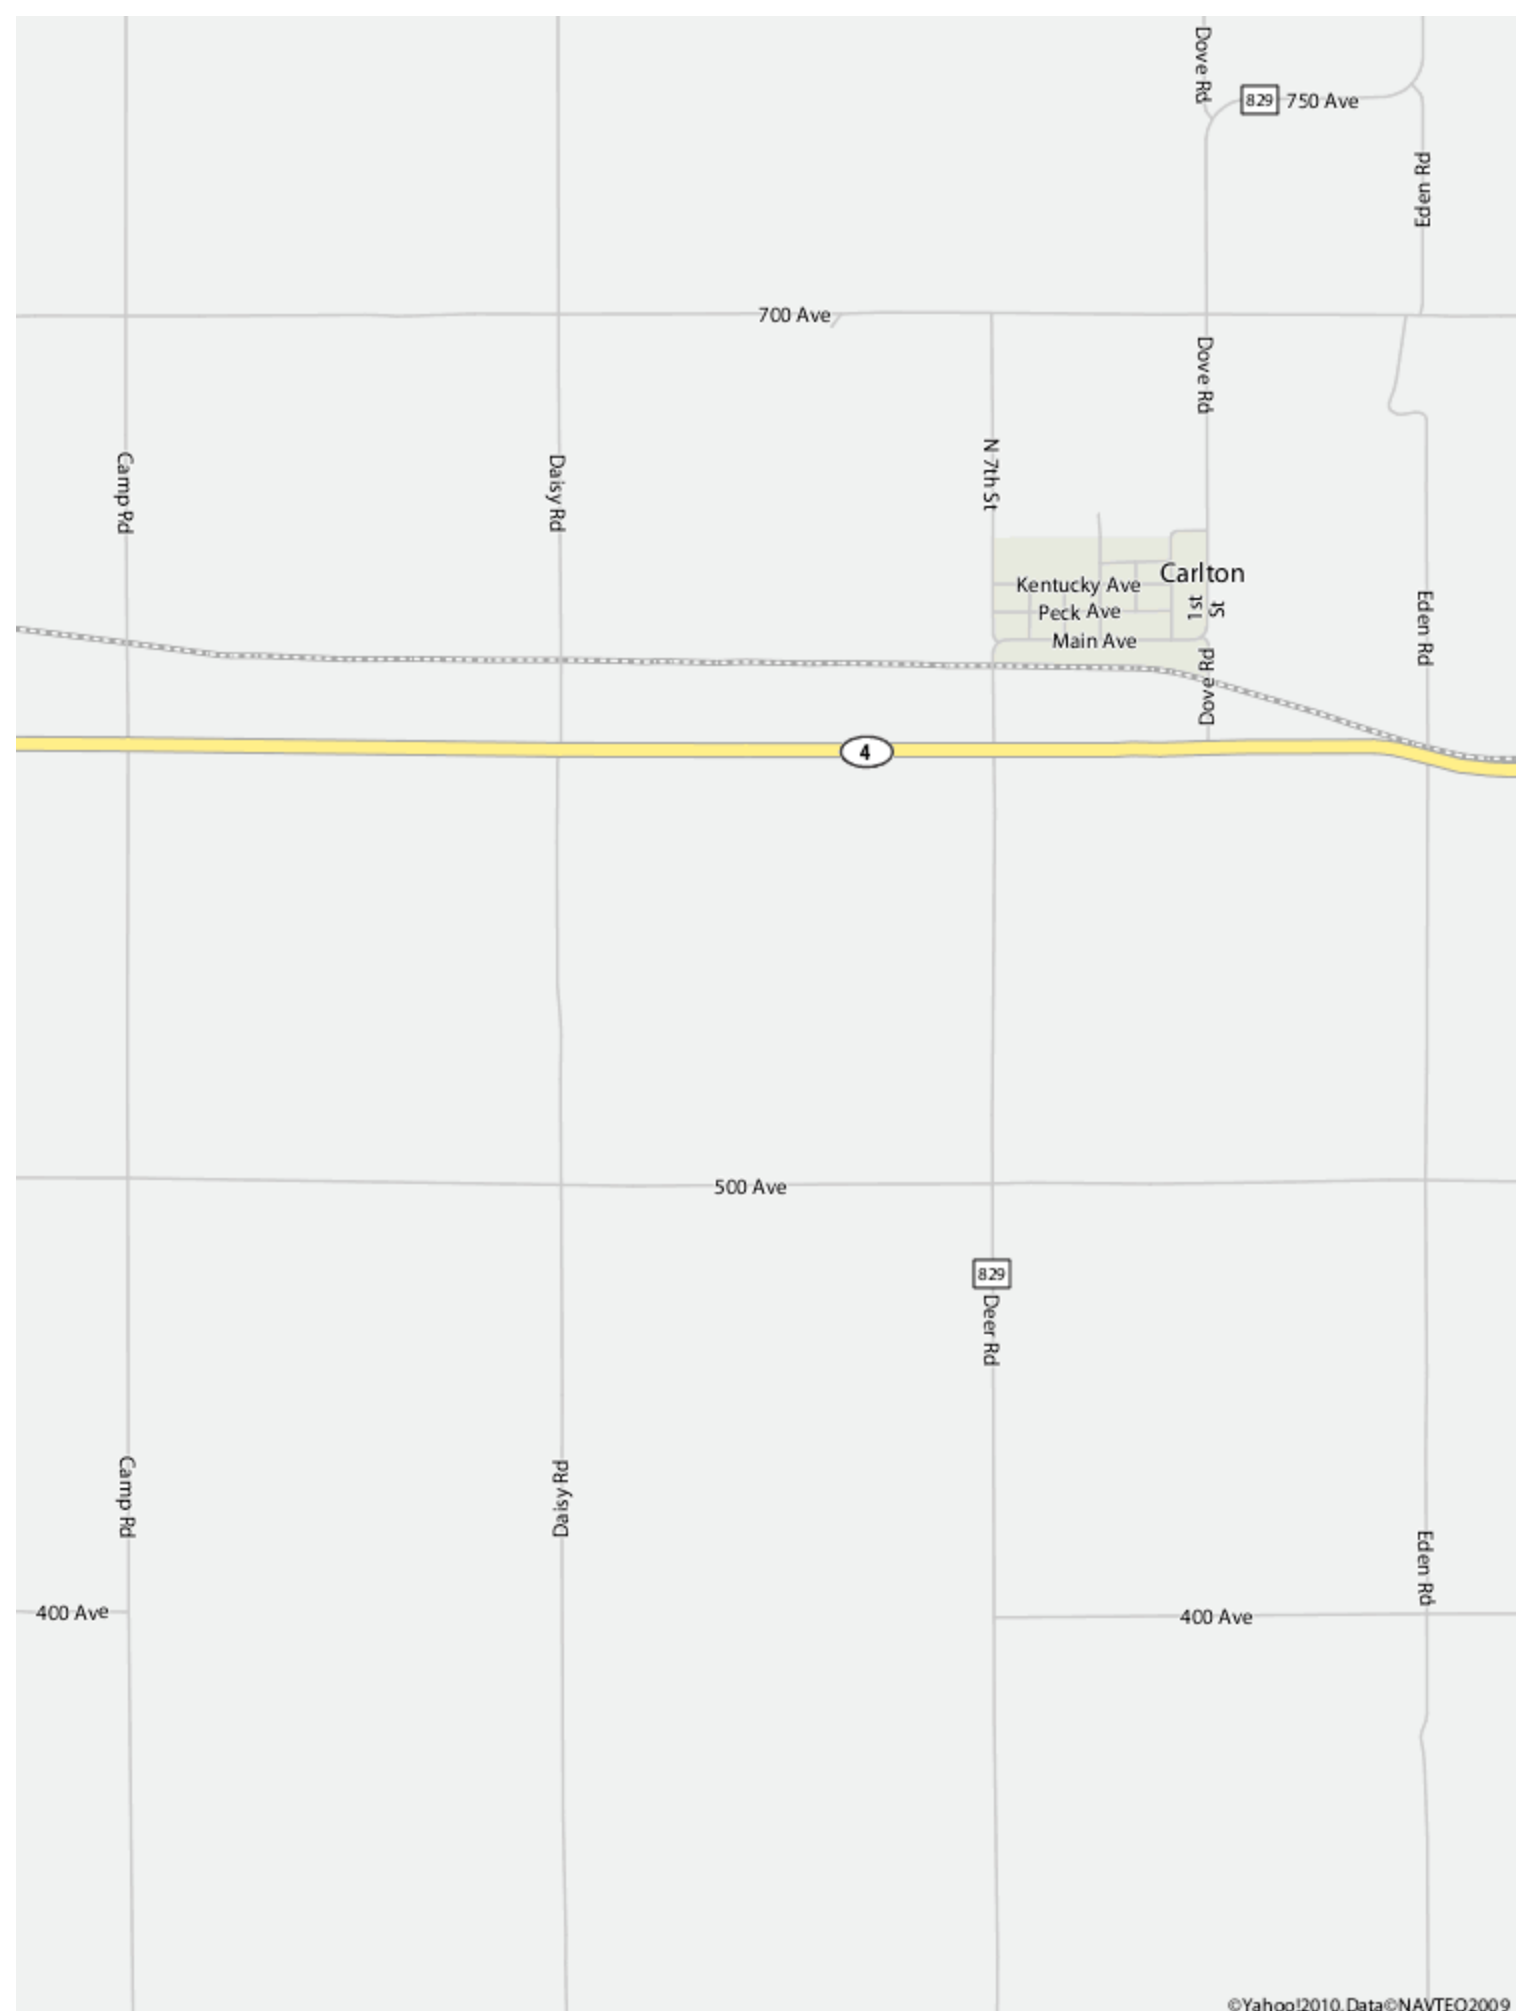 Dove Rd
829
750 Ave
Eden Rd
700 Ave
Dove Rd
Camp Rd
Daisy Rd
N 7th St
Carlton
Kentucky Ave
1st
St
Peck Ave
Main Ave
Eden Rd
Dove Rd
4
500 Ave
829
Deer Rd
Camp Rd
Daisy Rd
Eden Rd
400 Ave
400 Ave
©Yahoo!2010,Data©NAVTEQ2009